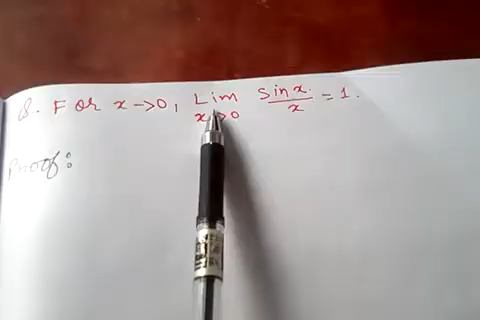 8. For x→0, Lim x→0 Sin x/x = 1.
Proof: